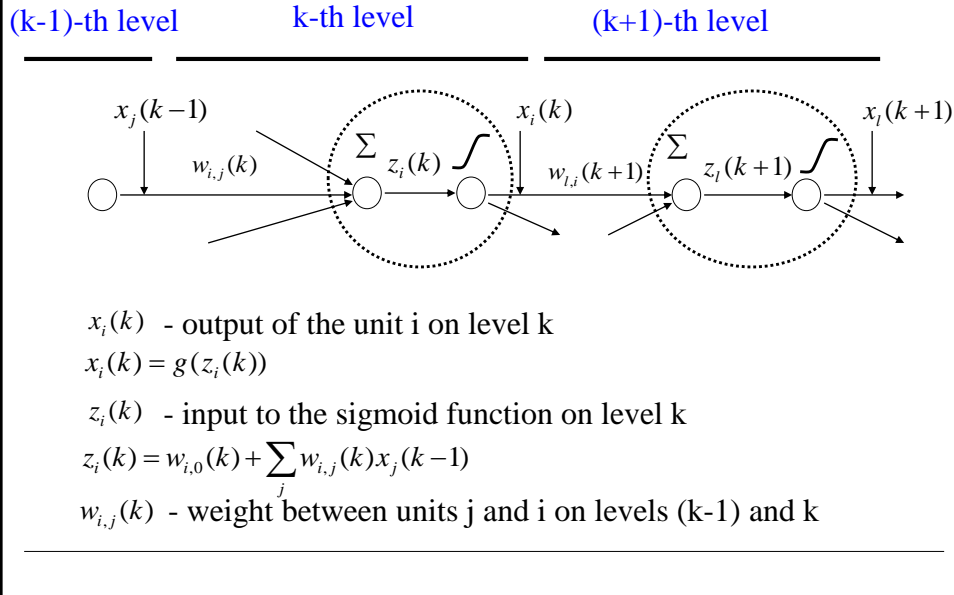 (k-1)-th level k-th level (k+1)-th level
x_j(k−1) x_i(k) x_l(k+1)
w_{i,j}(k) Σ z_i(k) w_{l,i}(k+1) Σ z_l(k+1)
x_i(k) - output of the unit i on level k
x_i(k) = g(z_i(k))
z_i(k) - input to the sigmoid function on level k
z_i(k) = w_{i,0}(k) + ∑_j w_{i,j}(k)x_j(k−1)
w_{i,j}(k) - weight between units j and i on levels (k-1) and k